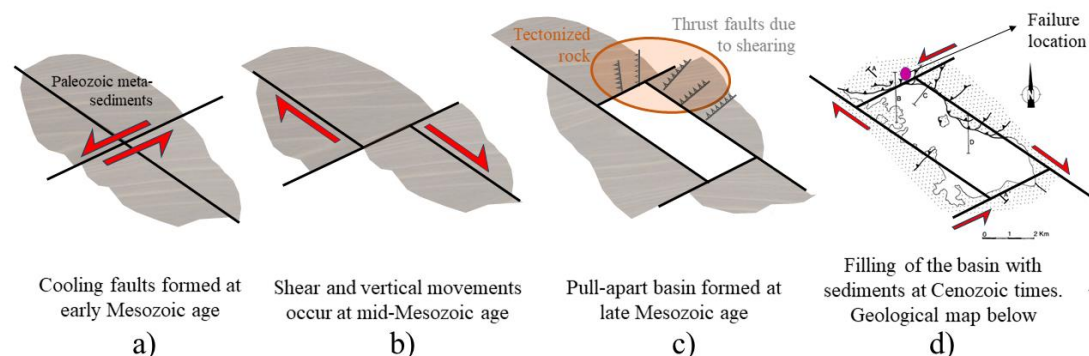 Paleozoic meta-
sediments
Tectonized
rock
Thrust faults due
to shearing
Failure
location
N
A
B
C
D
A
0 1 2 Km
Cooling faults formed at
early Mesozoic age
a)
Shear and vertical movements
occur at mid-Mesozoic age
b)
Pull-apart basin formed at
late Mesozoic age
c)
Filling of the basin with
sediments at Cenozoic times.
Geological map below
d)